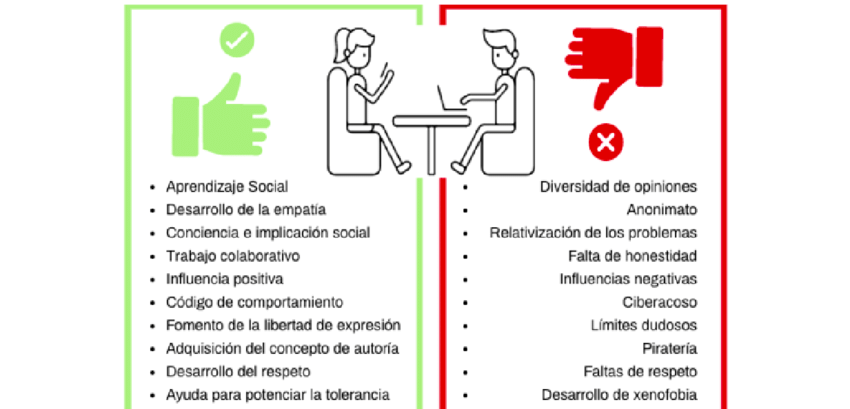 Aprendizaje Social
Desarrollo de la empatía
Conciencia e implicación social
Trabajo colaborativo
Influencia positiva
Código de comportamiento
Fomento de la libertad de expresión
Adquisición del concepto de autoría
Desarrollo del respeto
Ayuda para potenciar la tolerancia
Diversidad de opiniones
Anonimato
Relativización de los problemas
Falta de honestidad
Influencias negativas
Ciberacoso
Límites dudosos
Piratería
Faltas de respeto
Desarrollo de xenofobia